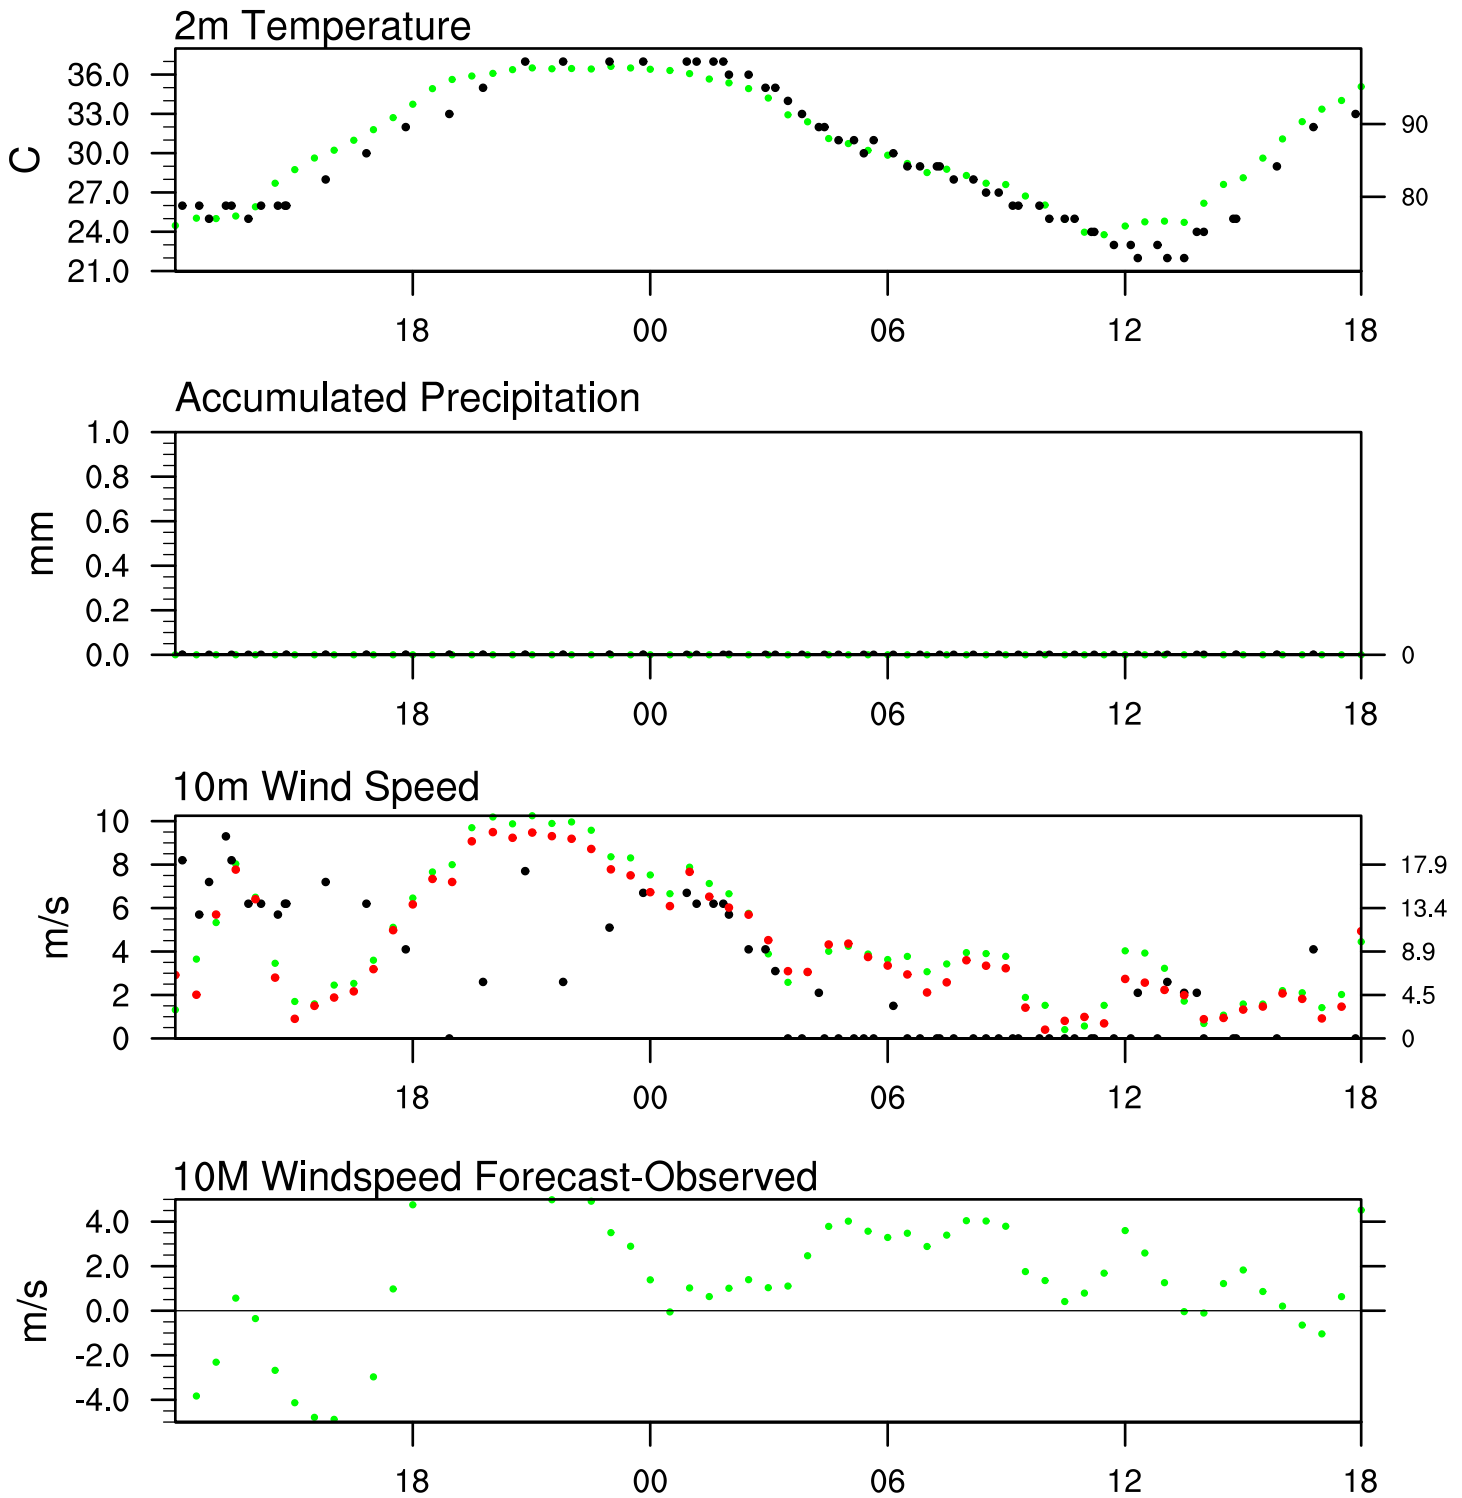 2m Temperature
36.0
33.0
90
30.0
C
27.0
80
24.0
21.0
18 00 06 12 18
Accumulated Precipitation
1.0
0.8
0.6
mm
0.4
0.2
0.0 0
18 00 06 12 18
10m Wind Speed
10
8 17.9
6 13.4
m/s
4 8.9
2 4.5
0 0
18 00 06 12 18
10M Windspeed Forecast-Observed
4.0
2.0
m/s
0.0
-2.0
-4.0
18 00 06 12 18